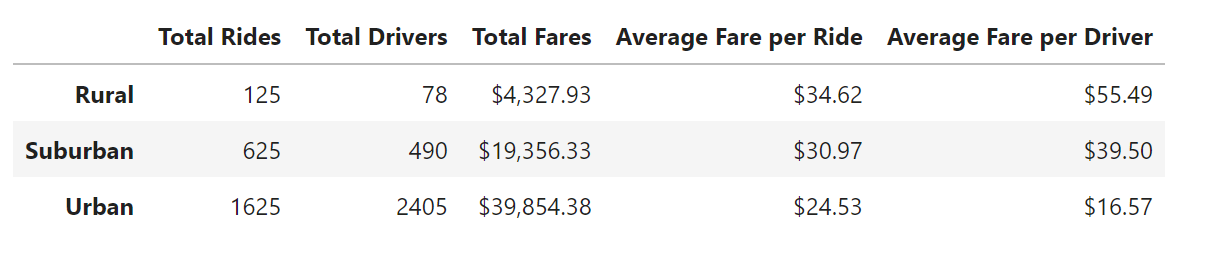 Total Rides Total Drivers Total Fares Average Fare per Ride Average Fare per Driver
Rural 125 78 $4,327.93 $34.62 $55.49
Suburban 625 490 $19,356.33 $30.97 $39.50
Urban 1625 2405 $39,854.38 $24.53 $16.57